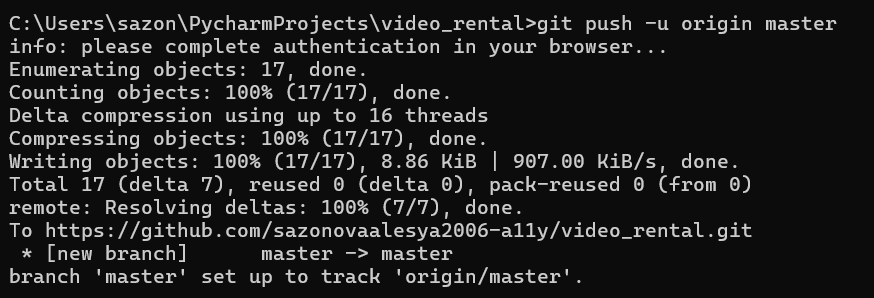 C:\Users\sazon\PycharmProjects\video_rental>git push -u origin master
info: please complete authentication in your browser...
Enumerating objects: 17, done.
Counting objects: 100% (17/17), done.
Delta compression using up to 16 threads
Compressing objects: 100% (17/17), done.
Writing objects: 100% (17/17), 8.86 KiB | 907.00 KiB/s, done.
Total 17 (delta 7), reused 0 (delta 0), pack-reused 0 (from 0)
remote: Resolving deltas: 100% (7/7), done.
To https://github.com/sazonovaalesya2006-a11y/video_rental.git
 * [new branch]      master -> master
branch 'master' set up to track 'origin/master'.